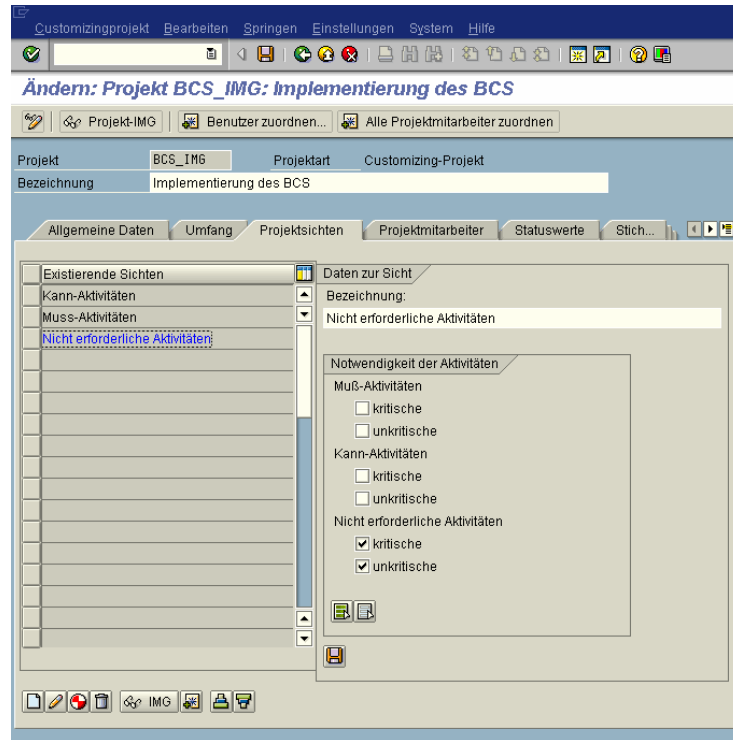 Customizingprojekt Bearbeiten Springen Einstellungen System Hilfe
Ändern: Projekt BCS_IMG: Implementierung des BCS
Projekt-IMG Benutzer zuordnen... Alle Projektmitarbeiter zuordnen
Projekt BCS_IMG Projektart Customizing-Projekt
Bezeichnung Implementierung des BCS
Allgemeine Daten Umfang Projektsichten Projektmitarbeiter Statuswerte Stich...
Existierende Sichten
Kann-Aktivitäten
Muss-Aktivitäten
Nicht erforderliche Aktivitäten
Daten zur Sicht
Bezeichnung:
Nicht erforderliche Aktivitäten
Notwendigkeit der Aktivitäten
Muß-Aktivitäten
kritische
unkritische
Kann-Aktivitäten
kritische
unkritische
Nicht erforderliche Aktivitäten
kritische
unkritische
IMG